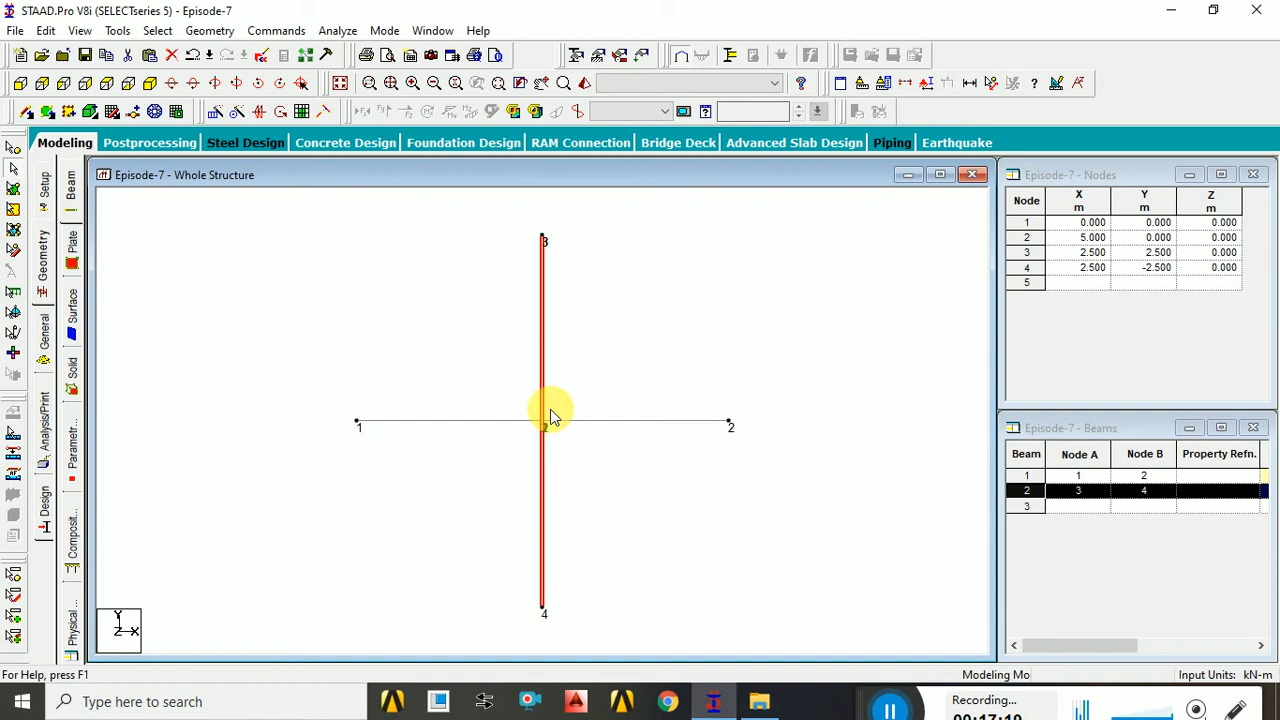 STAAD.Pro V8i (SELECTseries 5) - Episode-7
File Edit View Tools Select Geometry Commands Analyze Mode Window Help
Modeling Postprocessing Steel Design Concrete Design Foundation Design RAM Connection Bridge Deck Advanced Slab Design Piping Earthquake
Setup
Geometry
General
Analysis/Print
Design
Beam
Plate
Surface
Solid
Parametr...
Composit...
Physical
Episode-7 - Whole Structure
3
1
2
2
4
Y
Z X
Episode-7 - Nodes
Node X m Y m Z m
1 0.000 0.000 0.000
2 5.000 0.000 0.000
3 2.500 2.500 0.000
4 2.500 -2.500 0.000
5
Episode-7 - Beams
Beam Node A Node B Property Refn.
1 1 2
2 3 4
3
For Help, press F1
Modeling Mo
Input Units: kN-m
Type here to search
Recording...
00:17:19